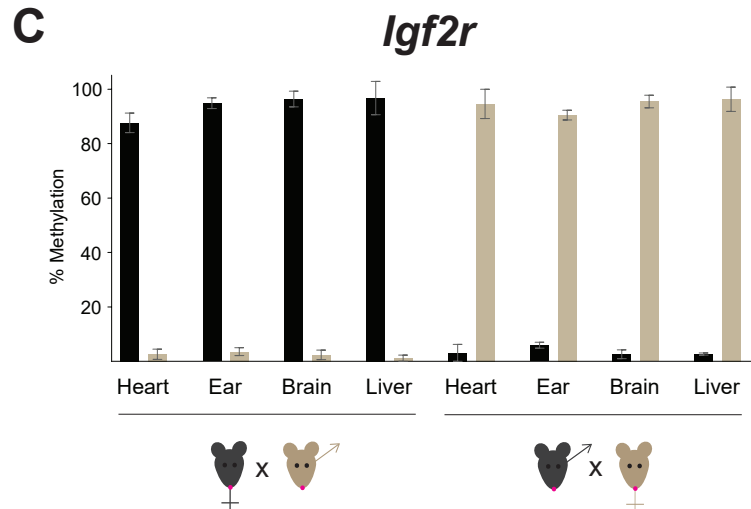 C
Igf2r
% Methylation
100
80
60
40
20
Heart Ear Brain Liver Heart Ear Brain Liver
x x